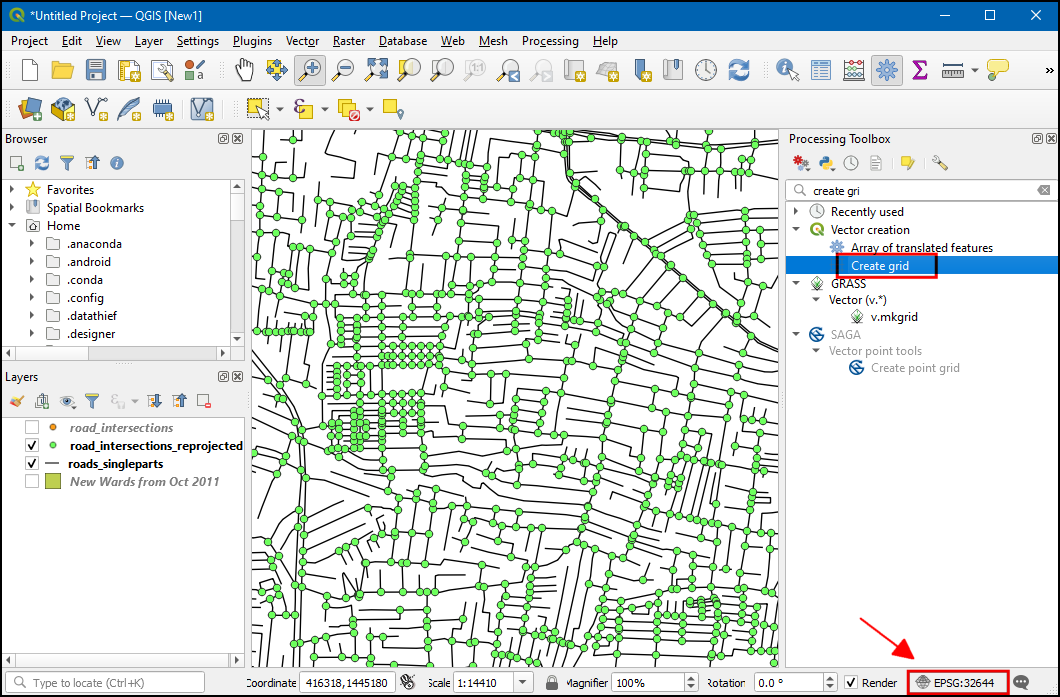 *Untitled Project — QGIS [New1]
Project Edit View Layer Settings Plugins Vector Raster Database Web Mesh Processing Help
Browser
Favorites
Spatial Bookmarks
Home
.anaconda
.android
.conda
.config
.datathief
.designer
Layers
road_intersections
road_intersections_reprojected
roads_singleparts
New Wards from Oct 2011
Processing Toolbox
create gri
Recently used
Vector creation
Array of translated features
Create grid
GRASS
Vector (v.*)
v.mkgrid
SAGA
Vector point tools
Create point grid
Type to locate (Ctrl+K) Coordinate 416318,1445180 Scale 1:14410 Magnifier 100% Rotation 0.0 ° Render EPSG:32644